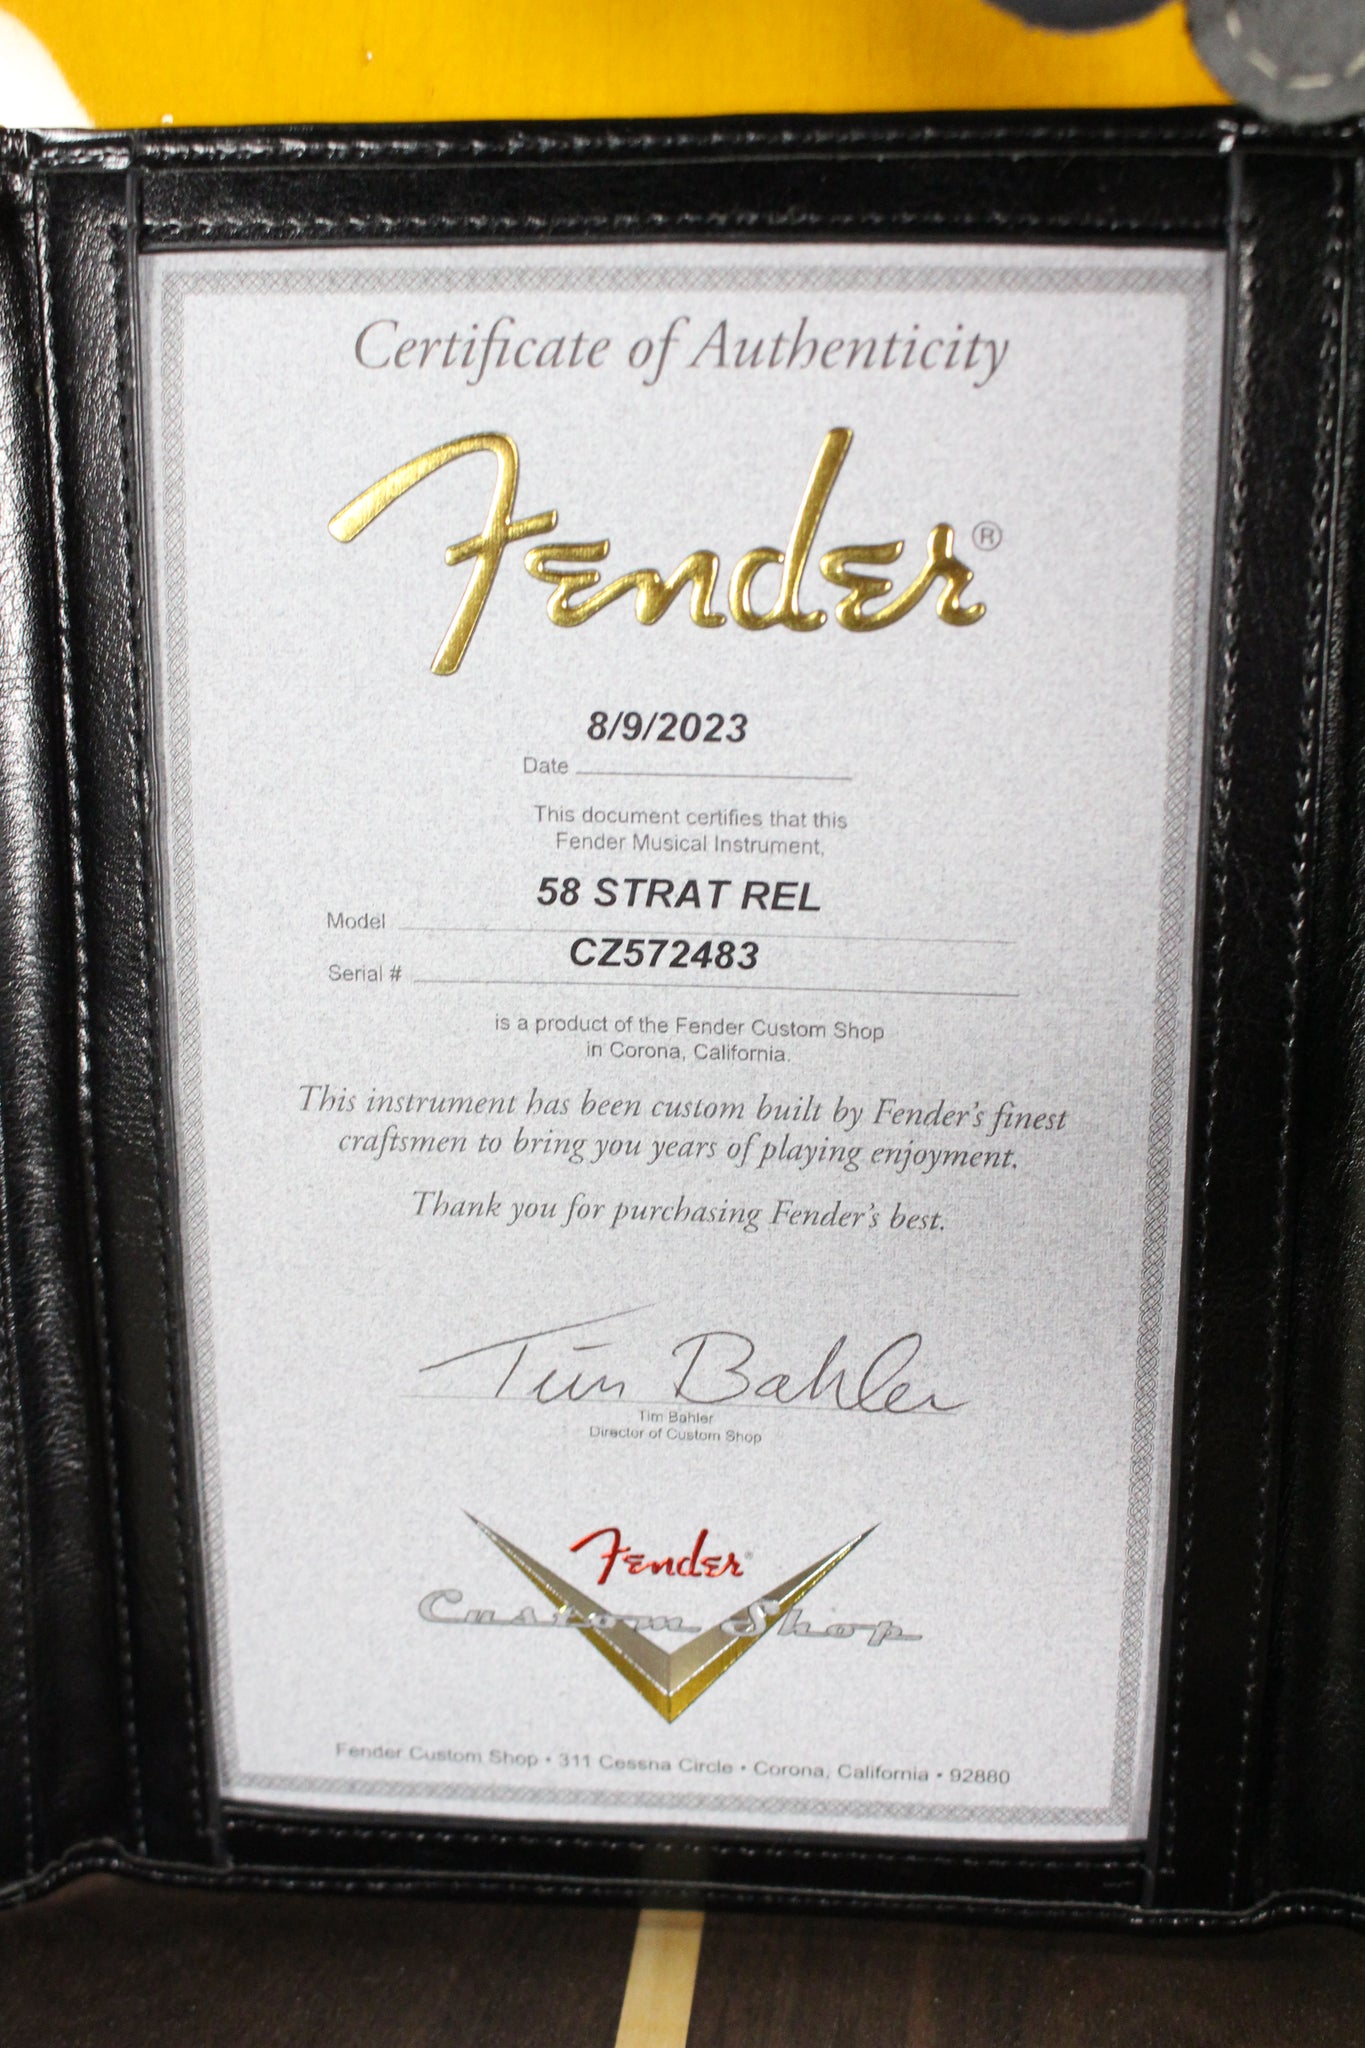 Certificate of Authenticity
Fender®
8/9/2023
Date
This document certifies that this
Fender Musical Instrument,
58 STRAT REL
Model
CZ572483
Serial #
is a product of the Fender Custom Shop
in Corona, California.
This instrument has been custom built by Fender's finest
craftsmen to bring you years of playing enjoyment.
Thank you for purchasing Fender's best.
Tim Bahler
Tim Bahler
Director of Custom Shop
Fender®
Custom Shop
Fender Custom Shop • 311 Cessna Circle • Corona, California • 92880